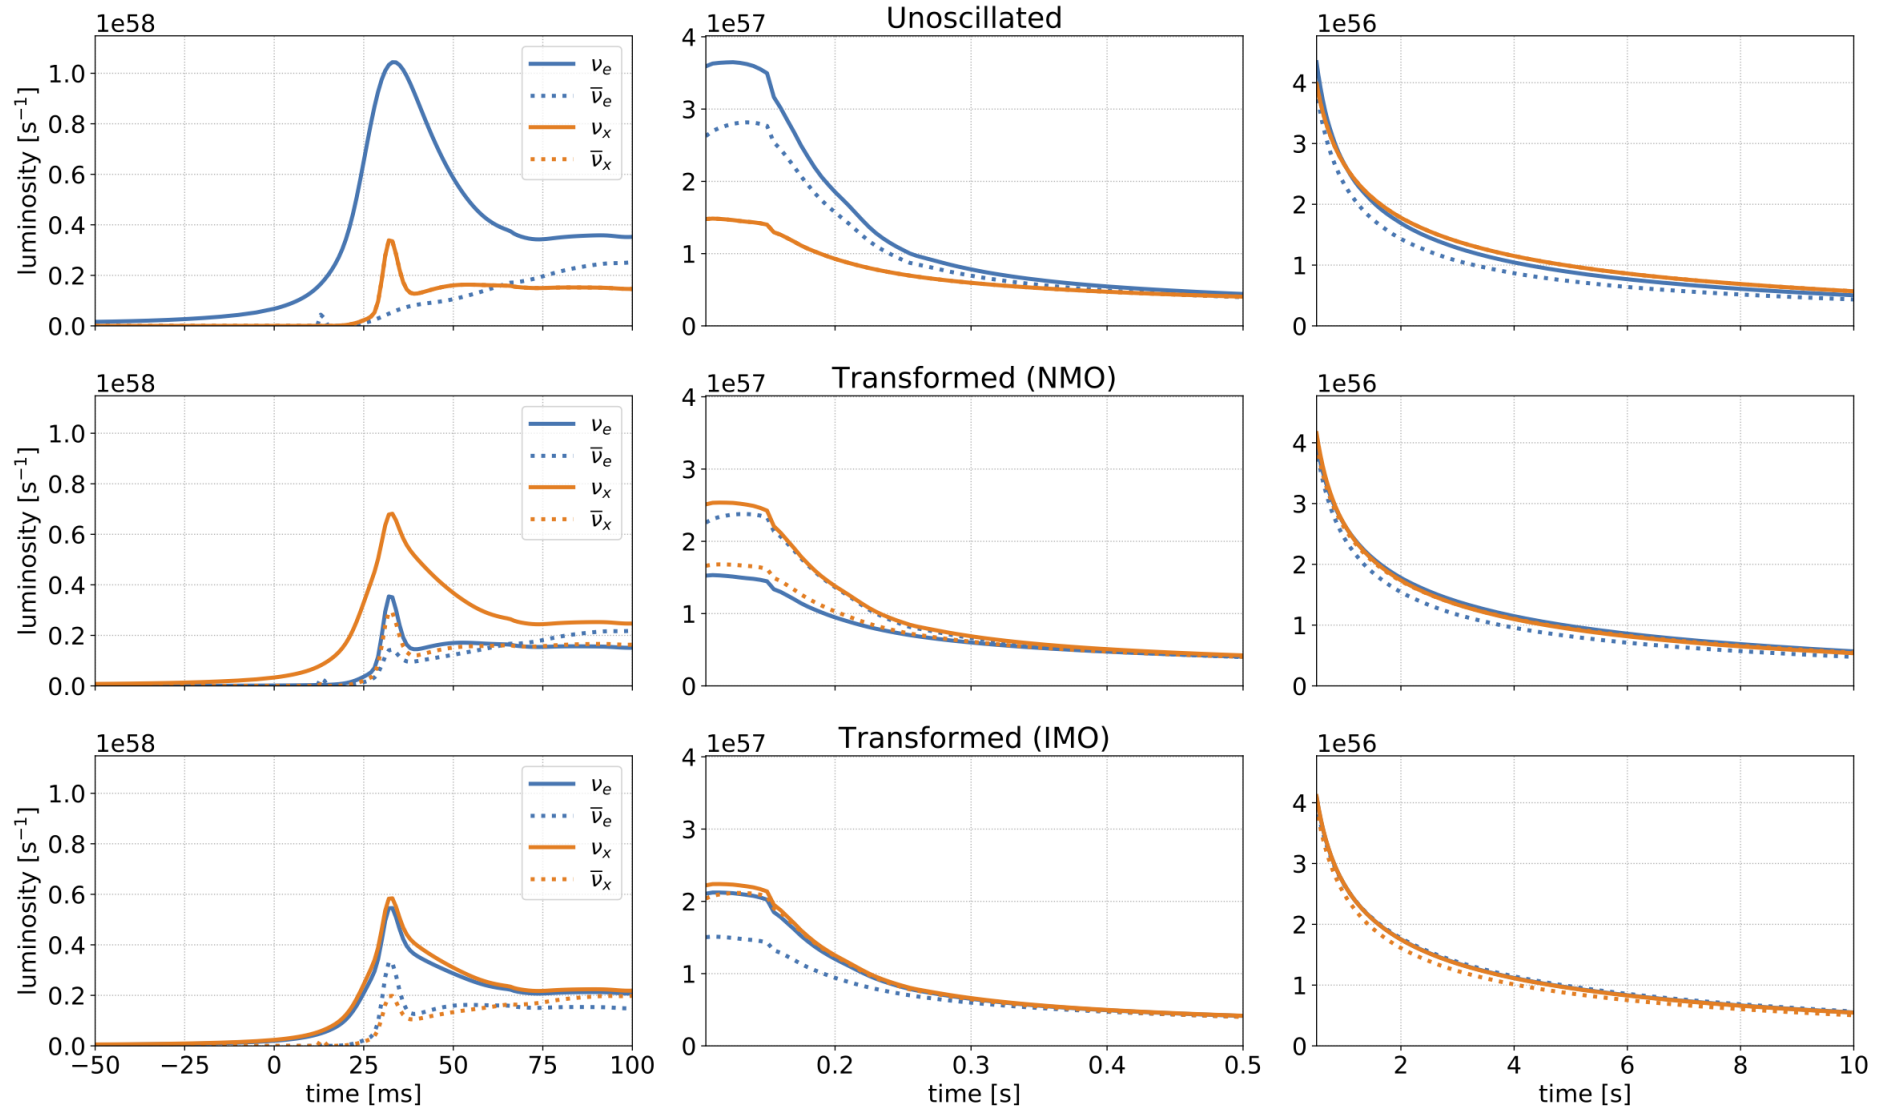 Unoscillated
1e58
1e57
1e56
luminosity [s⁻¹]
1.0
0.8
0.6
0.4
0.2
0.0
νₑ
ν̅ₑ
νₓ
ν̅ₓ
4
3
2
1
0
4
3
2
1
0
Transformed (NMO)
1e58
1e57
1e56
luminosity [s⁻¹]
1.0
0.8
0.6
0.4
0.2
0.0
νₑ
ν̅ₑ
νₓ
ν̅ₓ
4
3
2
1
0
4
3
2
1
0
Transformed (IMO)
1e58
1e57
1e56
luminosity [s⁻¹]
1.0
0.8
0.6
0.4
0.2
0.0
νₑ
ν̅ₑ
νₓ
ν̅ₓ
4
3
2
1
0
4
3
2
1
0
−50 −25 0 25 50 75 100
time [ms]
0.2 0.3 0.4 0.5
time [s]
2 4 6 8 10
time [s]